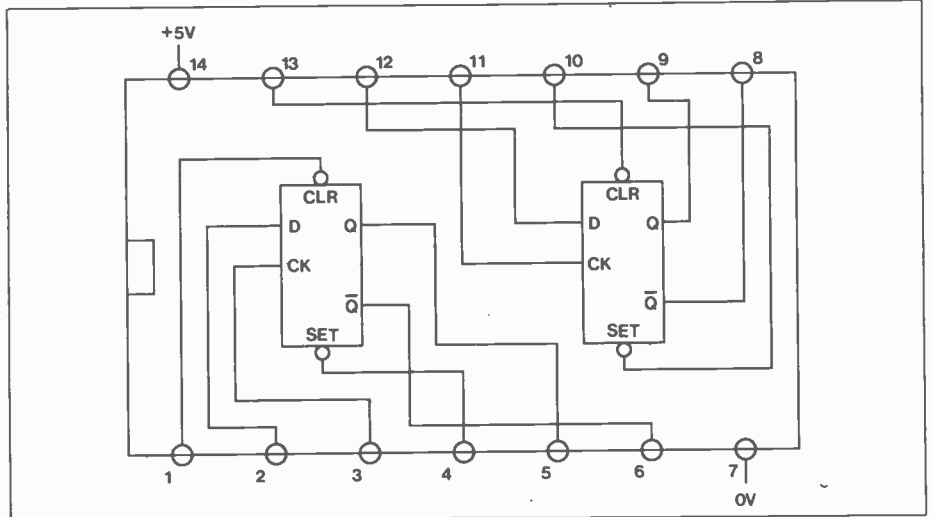 +5V
14 13 12 11 10 9 8
CLR CLR
D Q D Q
CK CK
Q̅ Q̅
SET SET
1 2 3 4 5 6 7
0V